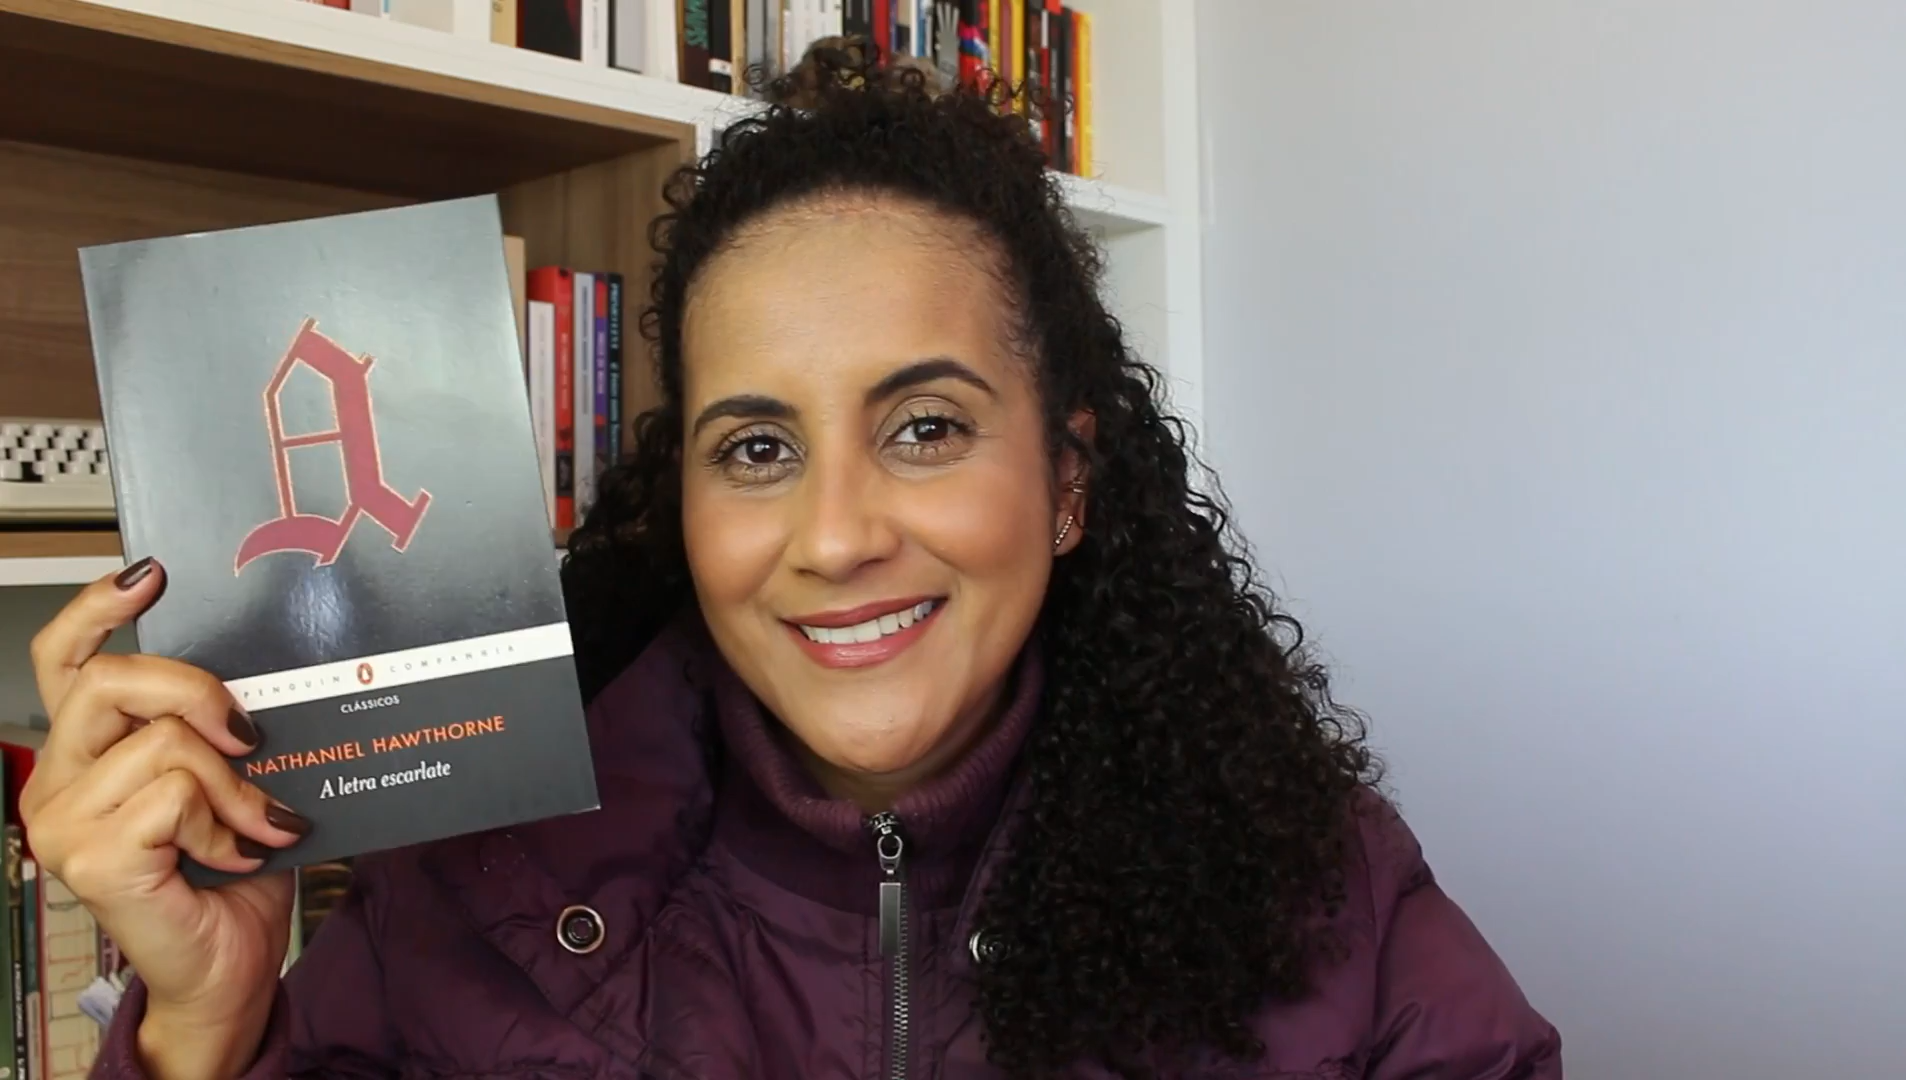 PENGUIN COMPANHIA
CLÁSSICOS
NATHANIEL HAWTHORNE
A letra escarlate